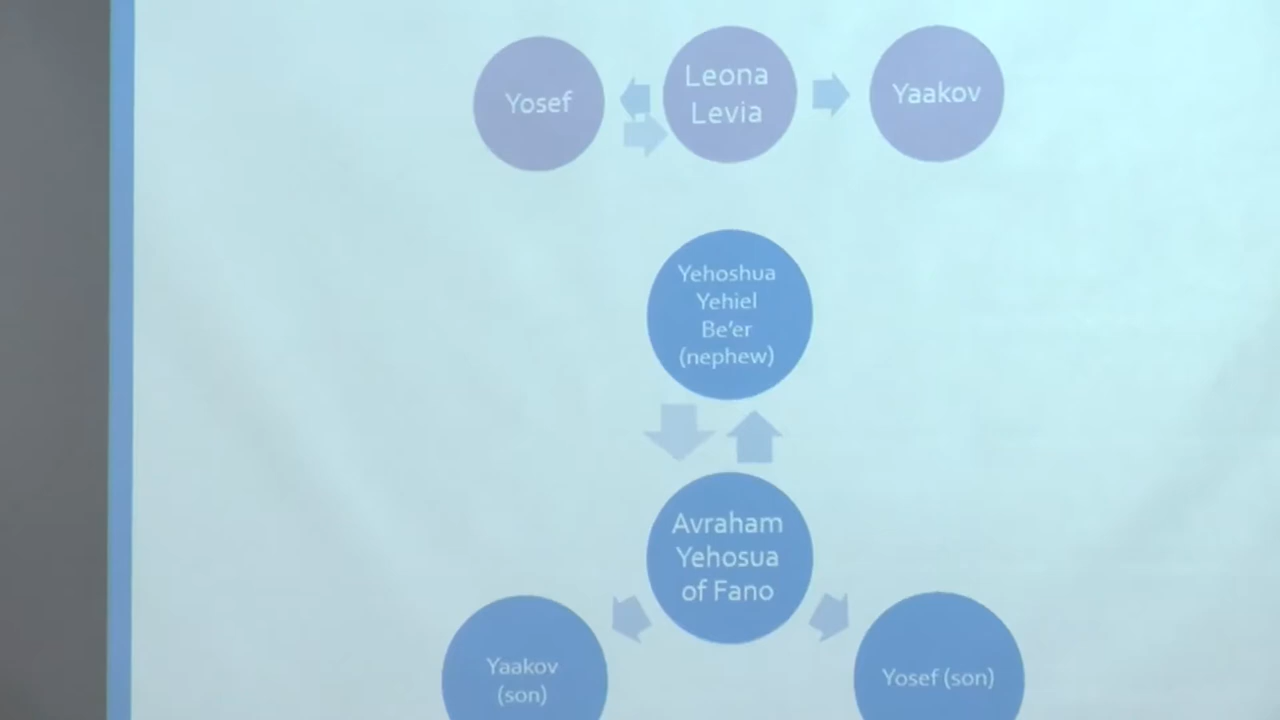 Yosef
Leona
Levia
Yaakov
Yehoshua
Yehiel
Be'er
(nephew)
Avraham
Yehosua
of Fano
Yaakov
(son)
Yosef (son)